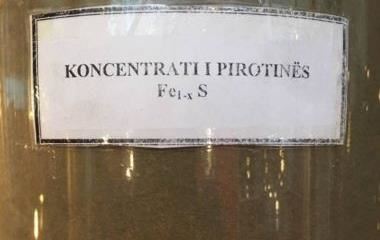 KONCENTRATI I PIROTINËS
Fe₁₋ₓ S